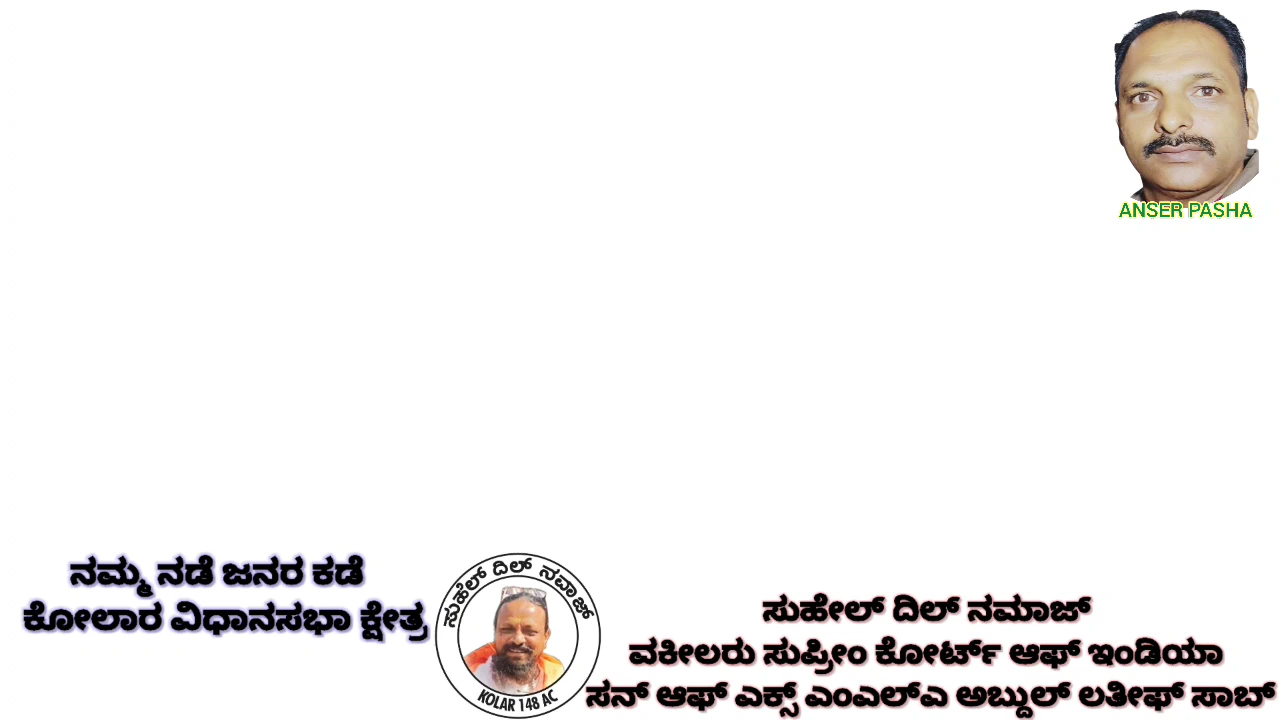 ANSER PASHA
ನಮ್ಮ ನಡೆ ಜನರ ಕಡೆ
ಕೋಲಾರ ವಿಧಾನಸಭಾ ಕ್ಷೇತ್ರ
ಸುಹೇಲ್ ದಿಲ್ ನವಾಜ್
KOLAR 148 AC
ಸುಹೇಲ್ ದಿಲ್ ನಮಾಜ್
ವಕೀಲರು ಸುಪ್ರೀಂ ಕೋರ್ಟ್ ಆಫ್ ಇಂಡಿಯಾ
ಸನ್ ಆಫ್ ಎಕ್ಸ್ ಎಂಎಲ್ಎ ಅಬ್ದುಲ್ ಲತೀಫ್ ಸಾಬ್